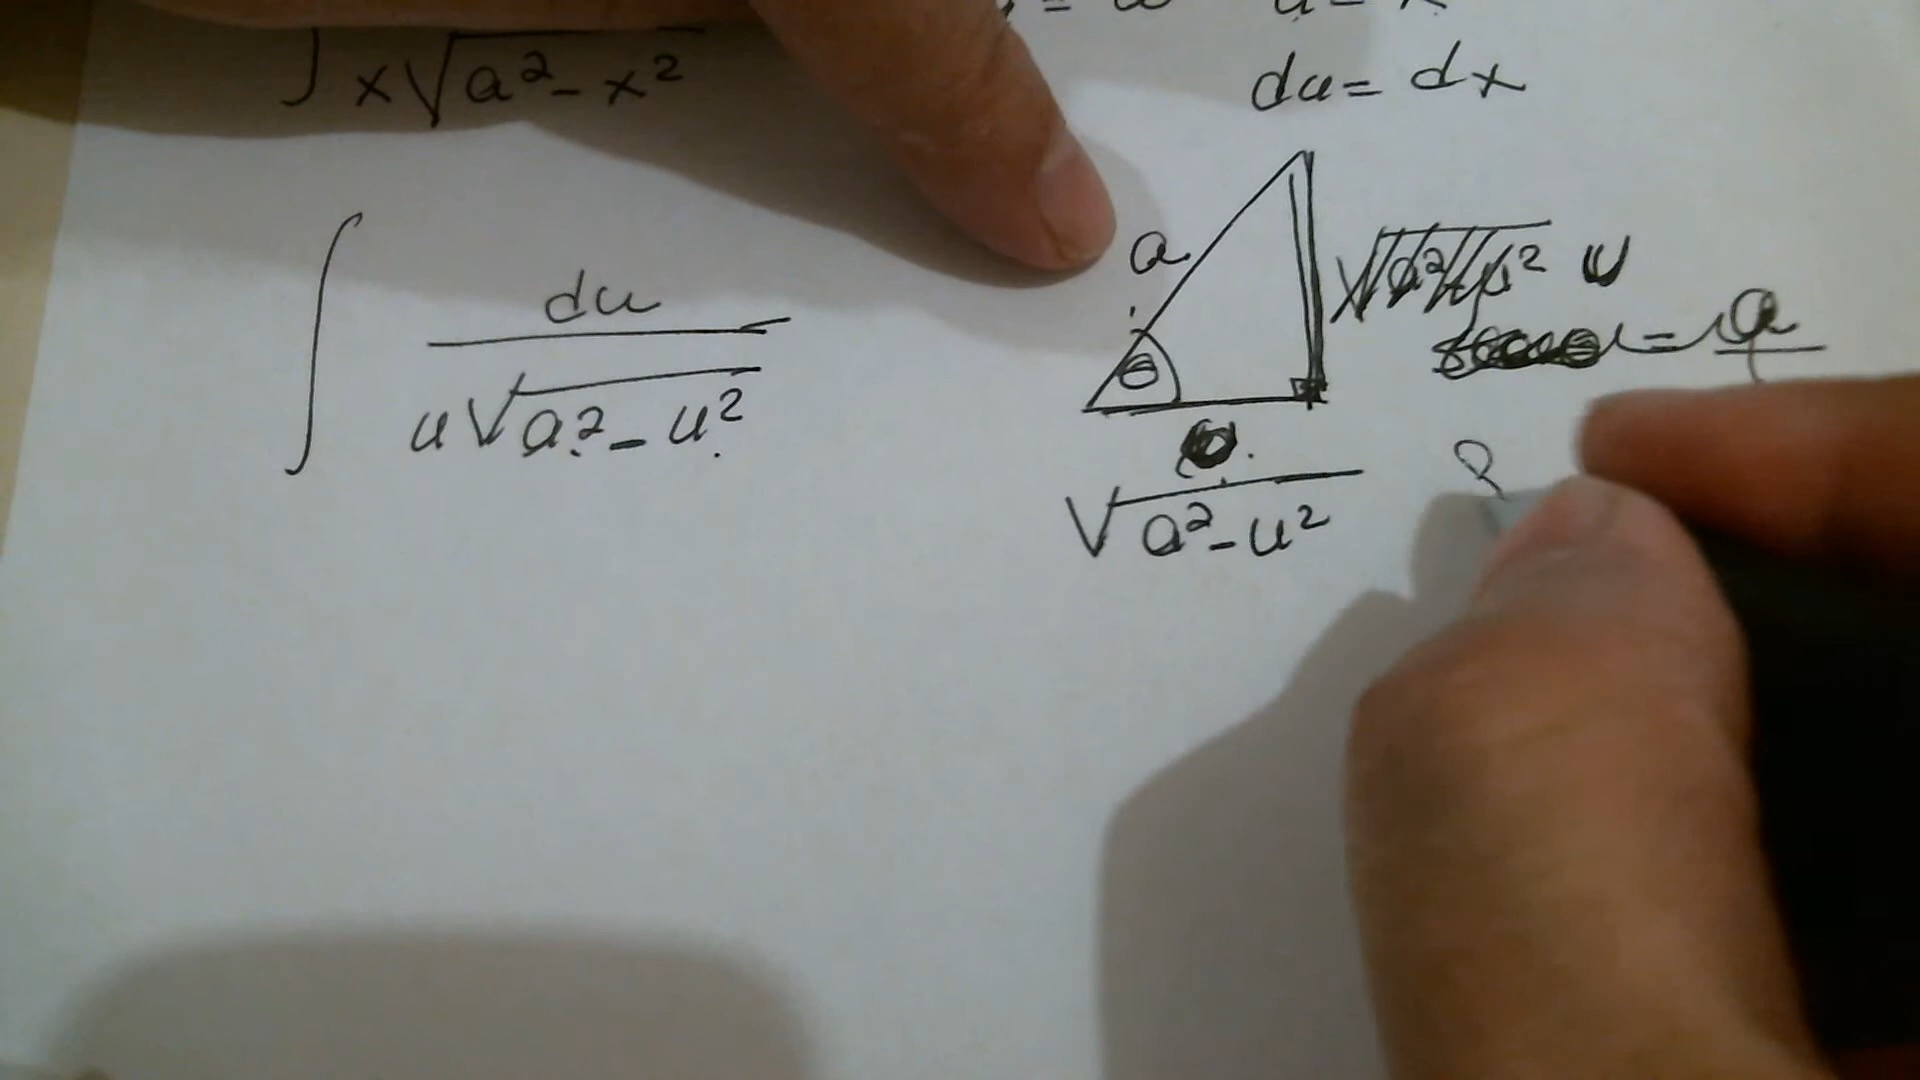 ∫ x√a²-x²
du = dx
∫ du / u√a²-u²
a
θ
u
= a
√a²-u²